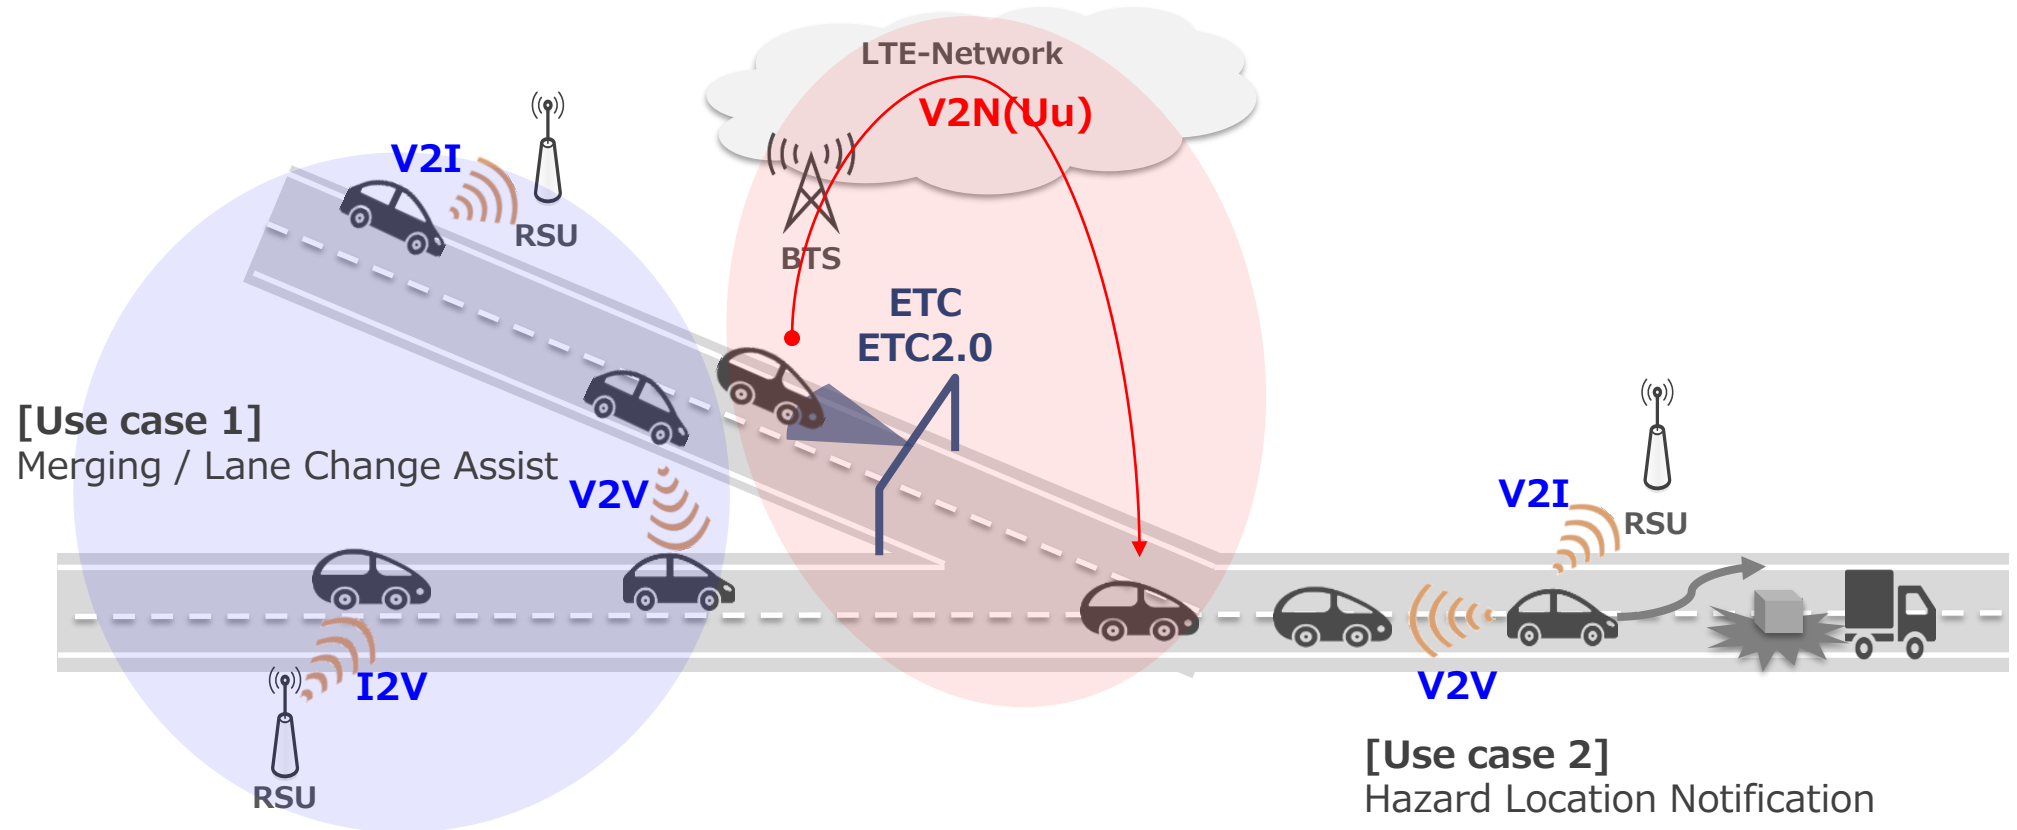 LTE-Network
V2N(Uu)
V2I
RSU
BTS
ETC
ETC2.0
[Use case 1]
Merging / Lane Change Assist
V2V
V2I
RSU
I2V
V2V
RSU
[Use case 2]
Hazard Location Notification